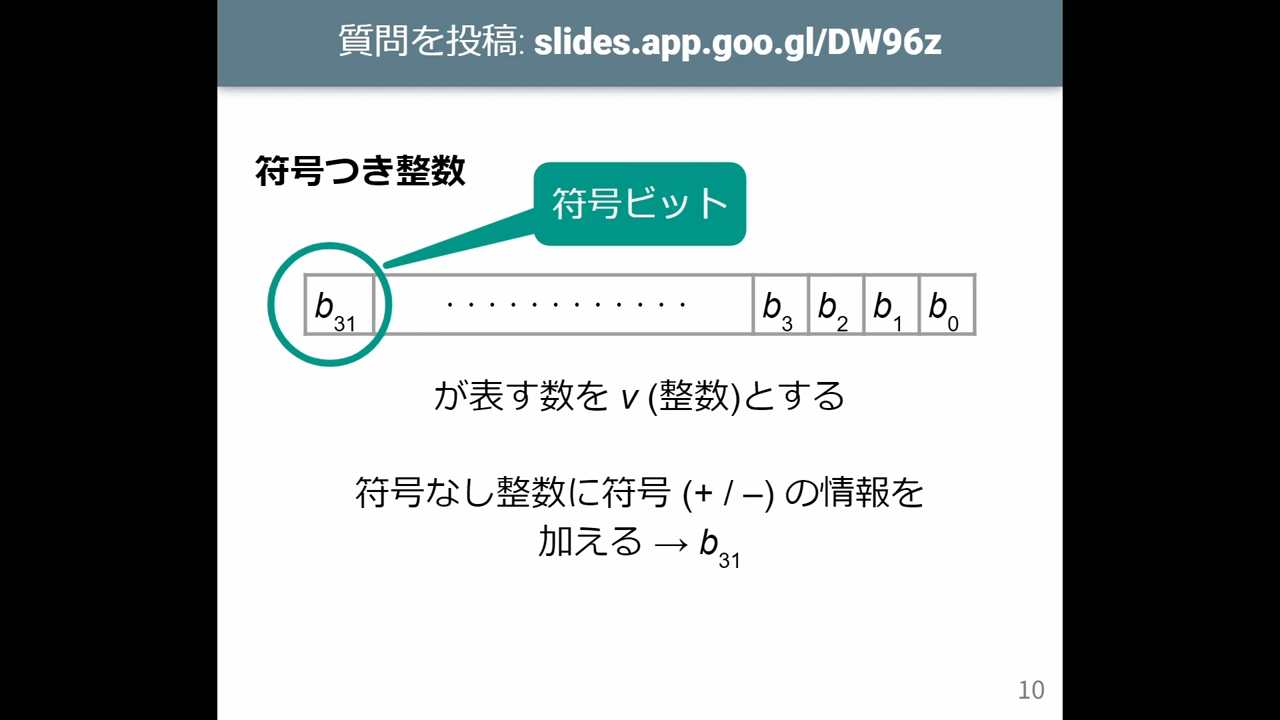 質問を投稿: slides.app.goo.gl/DW96z
符号つき整数
符号ビット
b31 ············ b3 b2 b1 b0
が表す数を v (整数)とする
符号なし整数に符号 (+ / –) の情報を
加える → b31
10